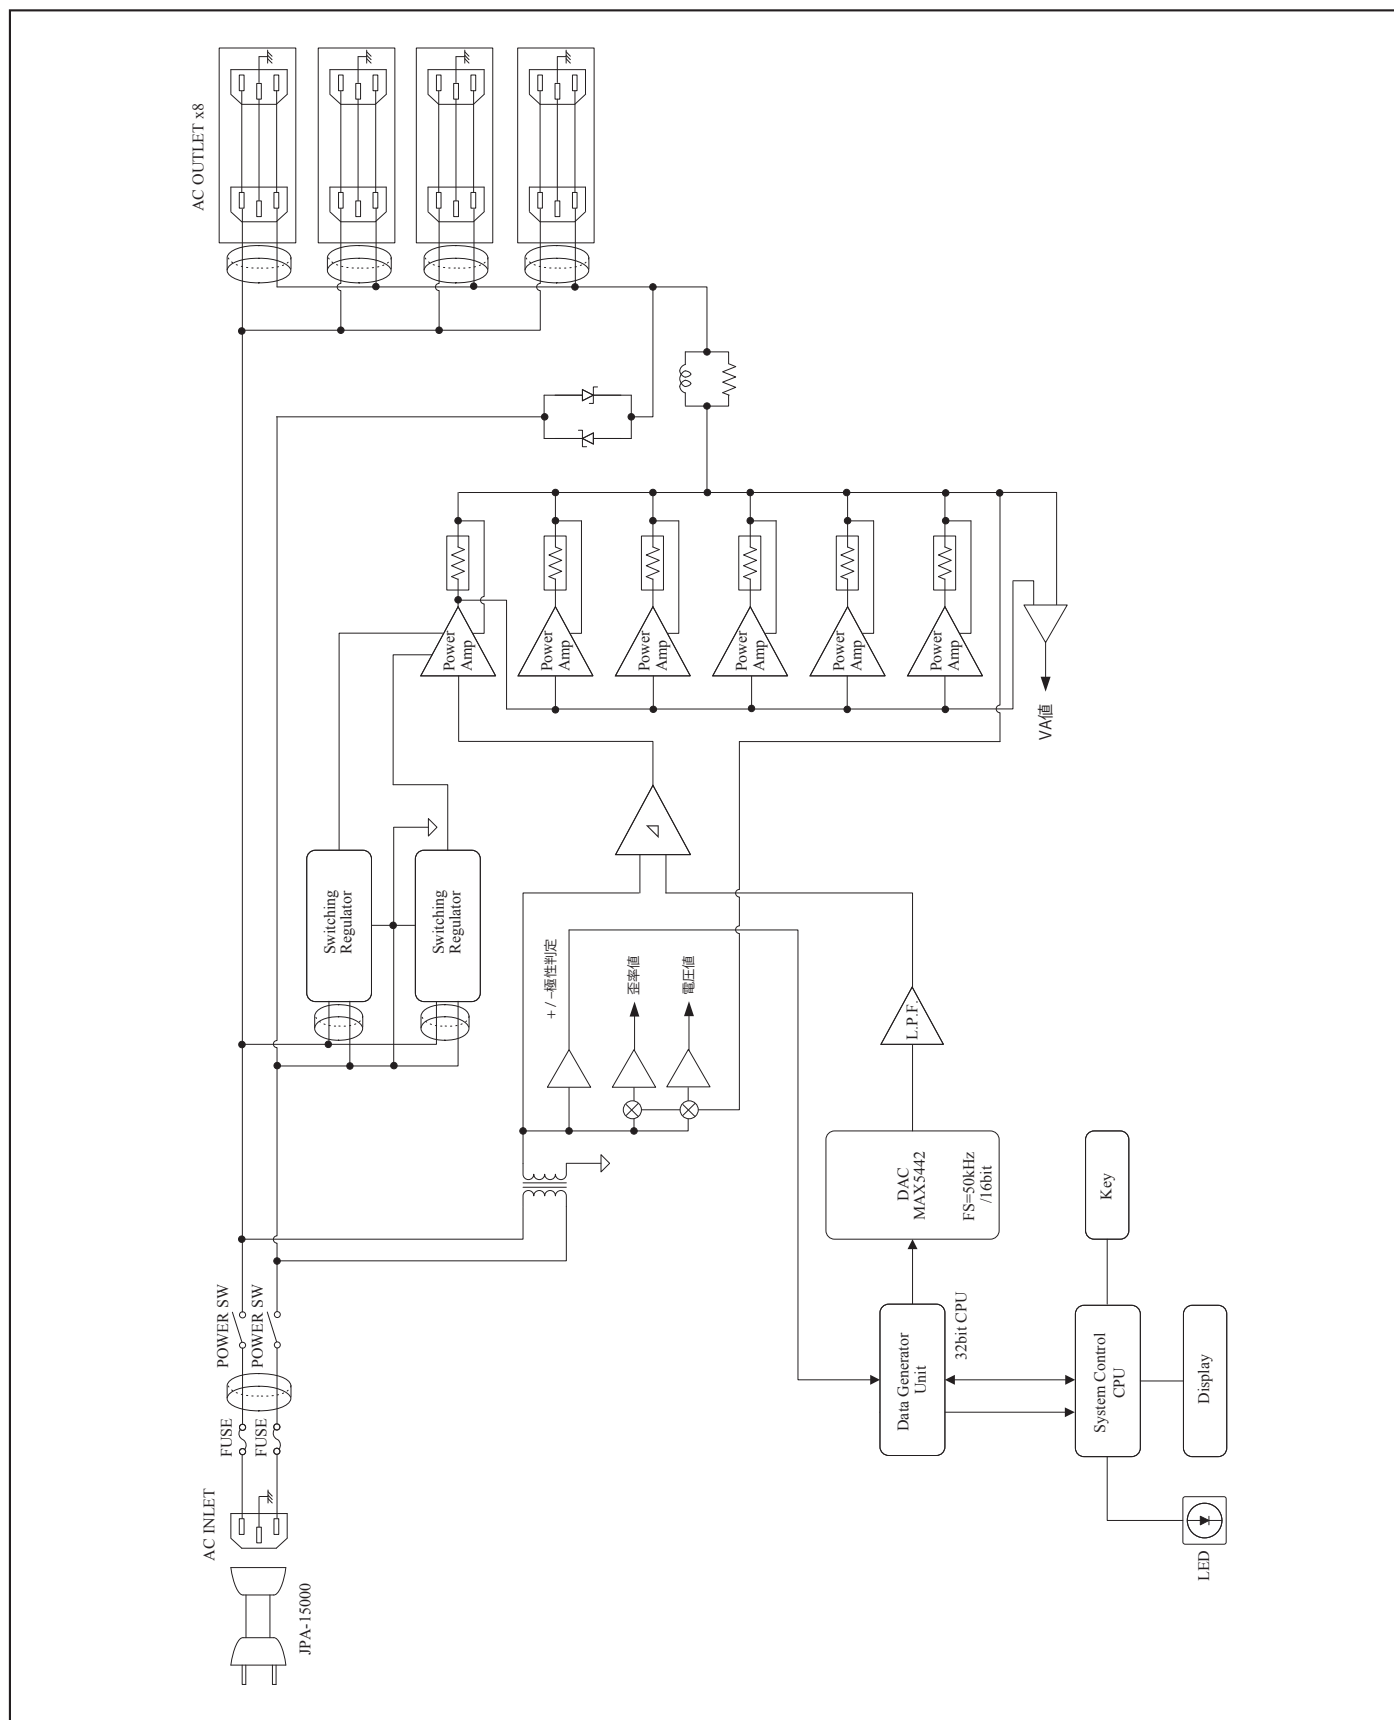 JPA-15000
AC INLET
FUSE
FUSE
POWER SW
POWER SW
AC OUTLET x8
Switching
Regulator
Switching
Regulator
Power
Amp
Power
Amp
Power
Amp
Power
Amp
Power
Amp
Power
Amp
VA値
+/−極性判定
歪率値
電圧値
L.P.F.
DAC
MAX5442
FS=50kHz
/16bit
Data Generator
Unit
32bit CPU
System Control
CPU
Key
Display
LED